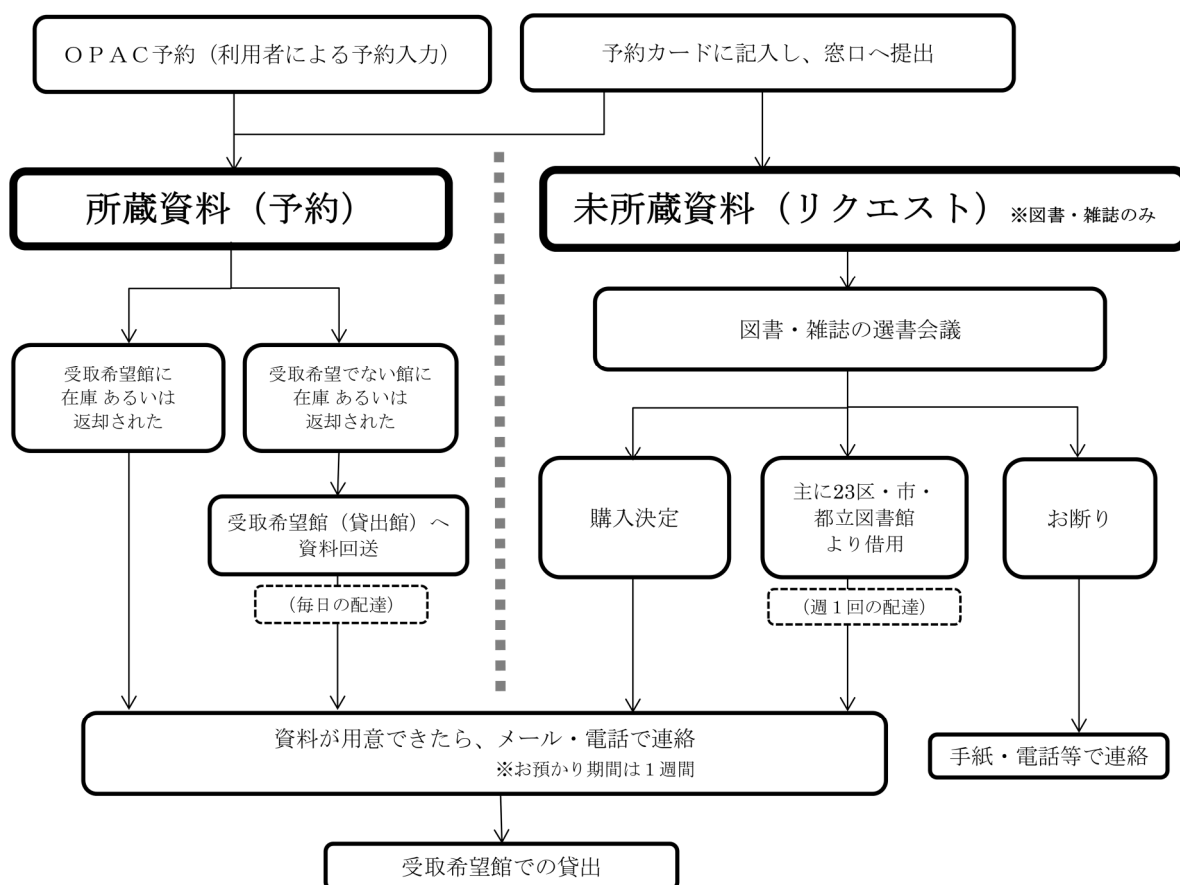 ＯＰＡＣ予約（利用者による予約入力）
予約カードに記入し、窓口へ提出
所蔵資料（予約）
未所蔵資料（リクエスト）※図書・雑誌のみ
図書・雑誌の選書会議
受取希望館に
在庫 あるいは
返却された
受取希望でない館に
在庫 あるいは
返却された
受取希望館（貸出館）へ
資料回送
（毎日の配達）
購入決定
主に23区・市・
都立図書館
より借用
（週１回の配達）
お断り
資料が用意できたら、メール・電話で連絡
※お預かり期間は１週間
手紙・電話等で連絡
受取希望館での貸出